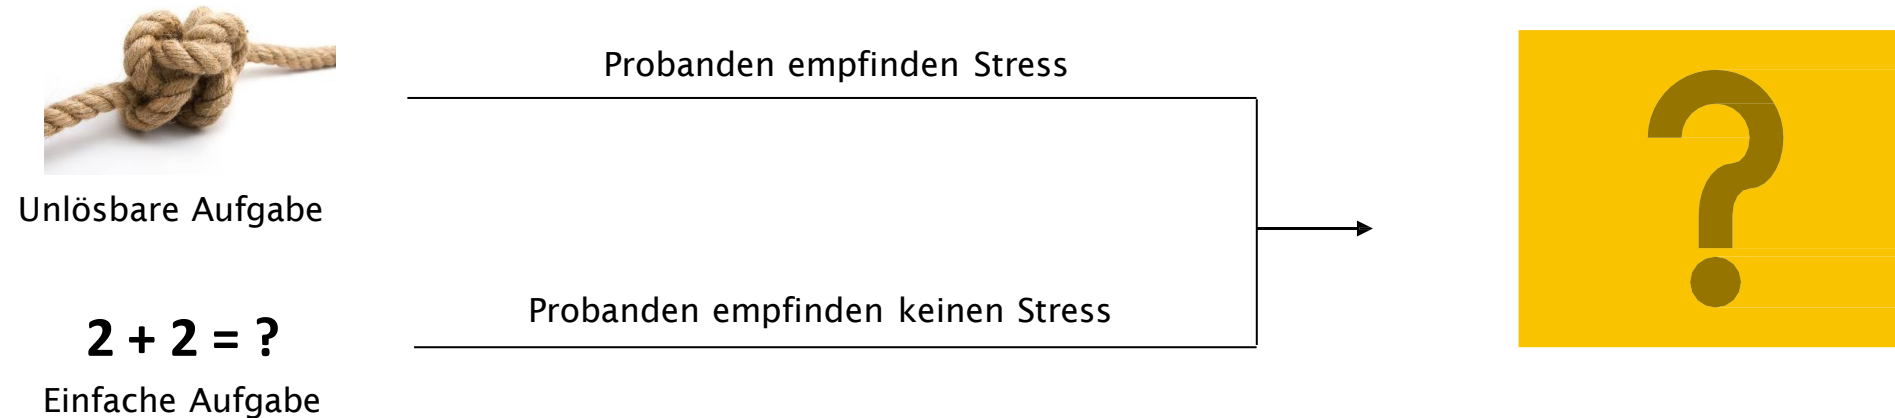 Probanden empfinden Stress
Unlösbare Aufgabe
Probanden empfinden keinen Stress
2 + 2 = ?
Einfache Aufgabe
?